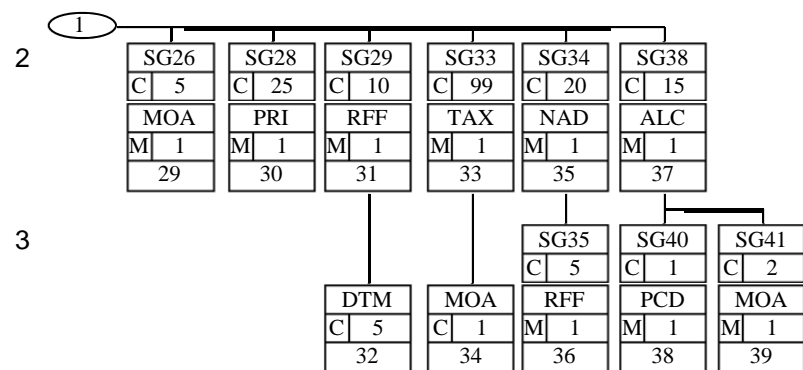 1
2
SG26 SG28 SG29 SG33 SG34 SG38
C 5 C 25 C 10 C 99 C 20 C 15
MOA PRI RFF TAX NAD ALC
M 1 M 1 M 1 M 1 M 1 M 1
29 30 31 33 35 37
3
SG35 SG40 SG41
C 5 C 1 C 2
DTM MOA RFF PCD MOA
C 5 C 1 M 1 M 1 M 1
32 34 36 38 39